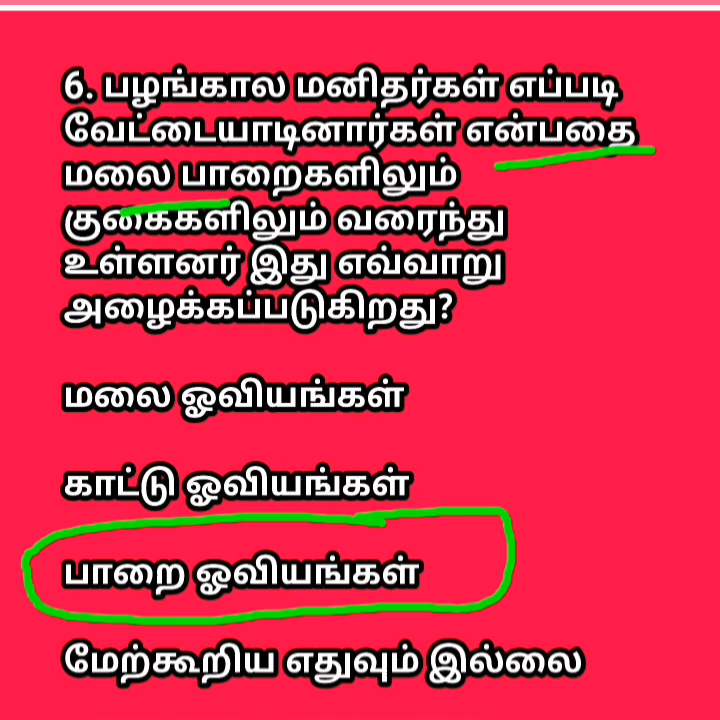 6. பழங்கால மனிதர்கள் எப்படி
வேட்டையாடினார்கள் என்பதை
மலை பாறைகளிலும்
குகைகளிலும் வரைந்து
உள்ளனர் இது எவ்வாறு
அழைக்கப்படுகிறது?
மலை ஓவியங்கள்
காட்டு ஓவியங்கள்
பாறை ஓவியங்கள்
மேற்கூறிய எதுவும் இல்லை